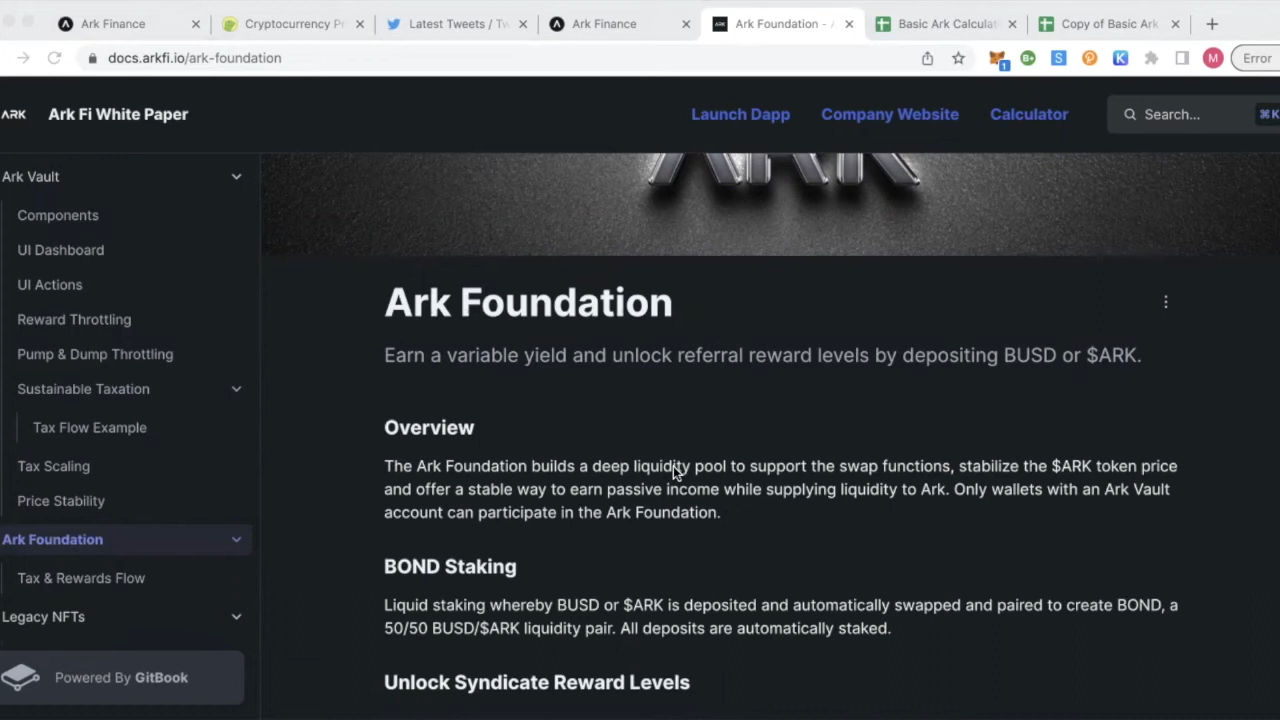 Ark Finance
Cryptocurrency Pr
Latest Tweets / Tw
Ark Finance
Ark Foundation - A
Basic Ark Calculat
Copy of Basic Ark
docs.arkfi.io/ark-foundation
1
B+
S
P
K
M
Error
ARK
Ark Fi White Paper
Launch Dapp
Company Website
Calculator
Search...
⌘K
Ark Vault
Components
UI Dashboard
UI Actions
Reward Throttling
Pump & Dump Throttling
Sustainable Taxation
Tax Flow Example
Tax Scaling
Price Stability
Ark Foundation
Tax & Rewards Flow
Legacy NFTs
Powered By GitBook
ARK
Ark Foundation
Earn a variable yield and unlock referral reward levels by depositing BUSD or $ARK.
Overview
The Ark Foundation builds a deep liquidity pool to support the swap functions, stabilize the $ARK token price
and offer a stable way to earn passive income while supplying liquidity to Ark. Only wallets with an Ark Vault
account can participate in the Ark Foundation.
BOND Staking
Liquid staking whereby BUSD or $ARK is deposited and automatically swapped and paired to create BOND, a
50/50 BUSD/$ARK liquidity pair. All deposits are automatically staked.
Unlock Syndicate Reward Levels